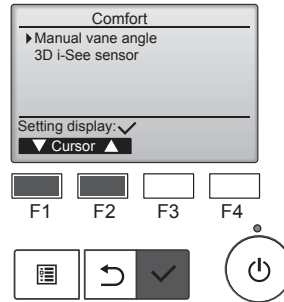 Comfort
Manual vane angle
3D i-See sensor
Setting display:
Cursor
F1 F2 F3 F4